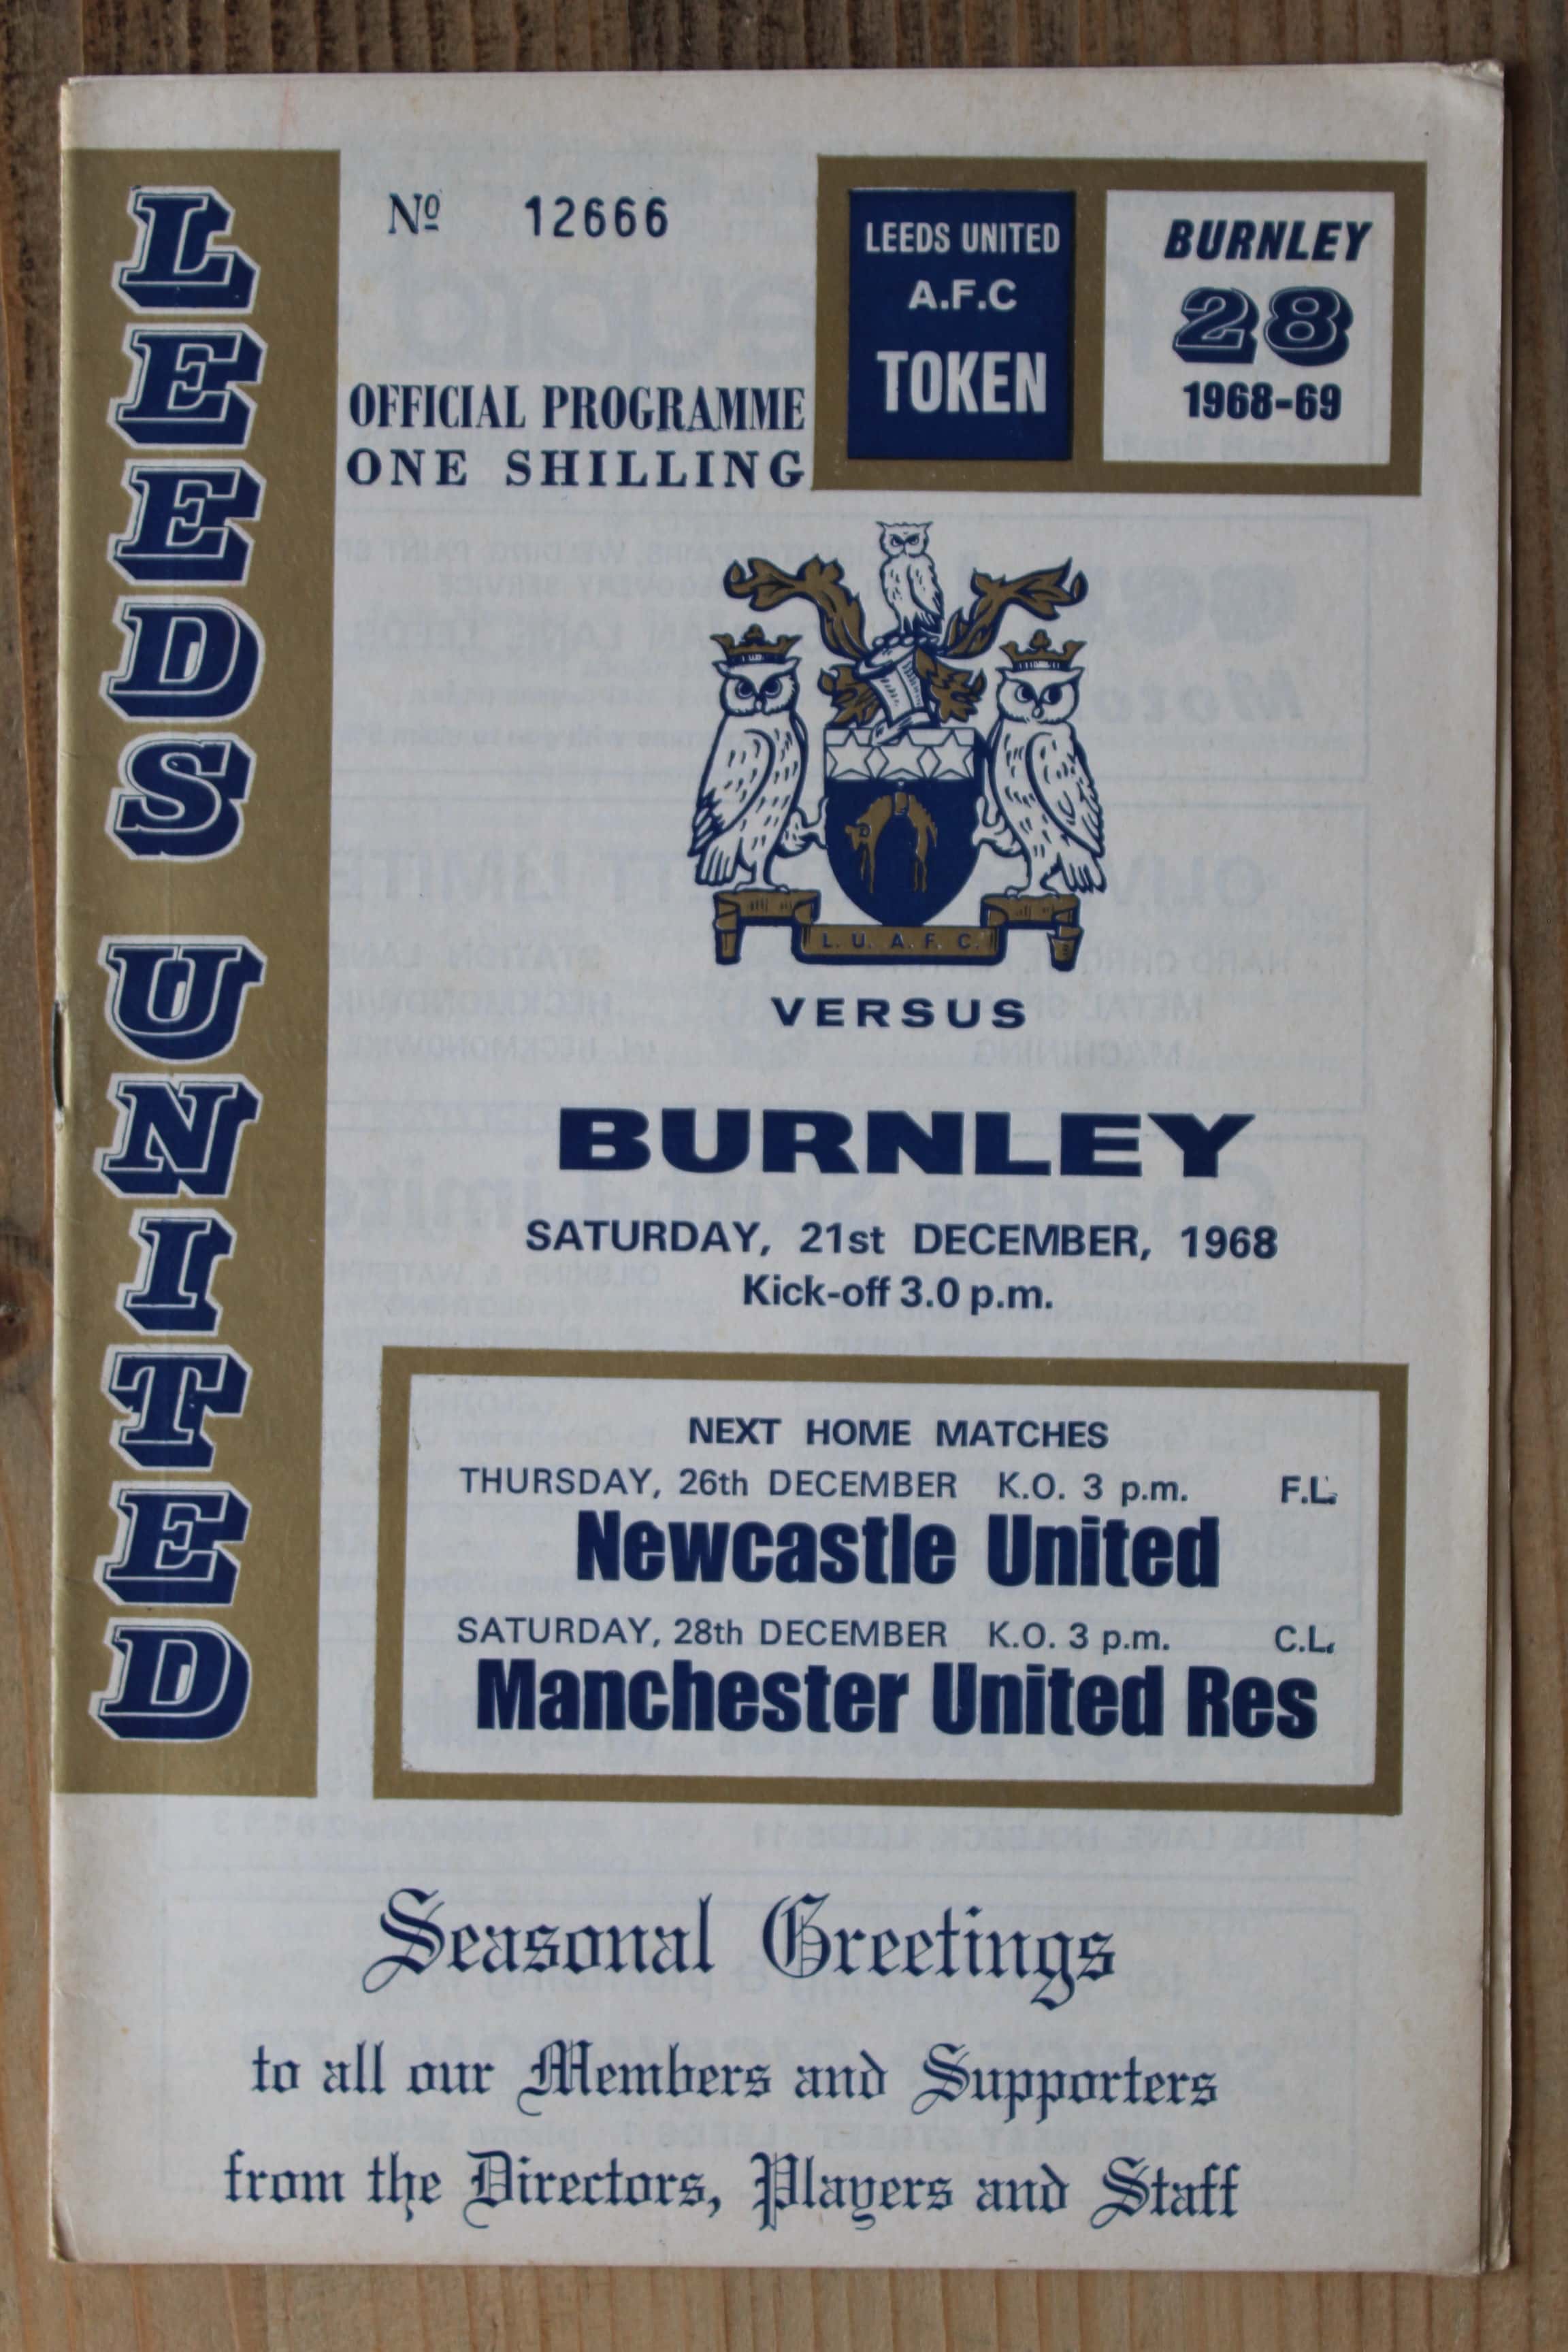 LEEDS UNITED
Nº 12666
OFFICIAL PROGRAMME
ONE SHILLING
LEEDS UNITED
A.F.C
TOKEN
BURNLEY
28
1968-69
L. U. A. F. C.
VERSUS
BURNLEY
SATURDAY, 21st DECEMBER, 1968
Kick-off 3.0 p.m.
NEXT HOME MATCHES
THURSDAY, 26th DECEMBER K.O. 3 p.m. F.L.
Newcastle United
SATURDAY, 28th DECEMBER K.O. 3 p.m. C.L.
Manchester United Res
Seasonal Greetings
to all our Members and Supporters
from the Directors, Players and Staff